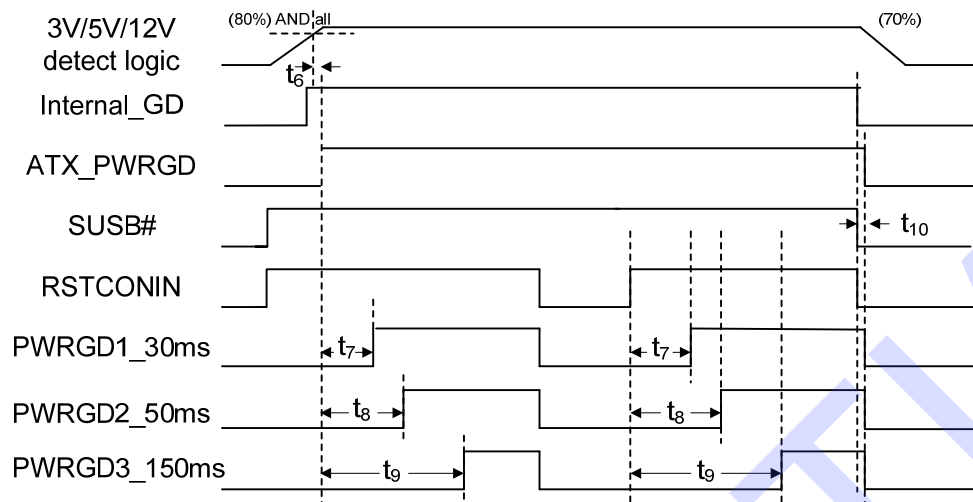 3V/5V/12V
detect logic
(80%) AND all
(70%)
t6
Internal_GD
ATX_PWRGD
SUSB#
t10
RSTCONIN
PWRGD1_30ms
t7
t7
PWRGD2_50ms
t8
t8
PWRGD3_150ms
t9
t9